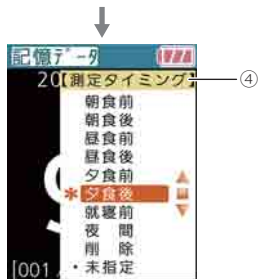 記憶ﾃﾞｰﾀ
20【測定タイミング】
④
朝食前
朝食後
昼食前
昼食後
夕食前
*夕食後
就寝前
夜 間
削 除
・未指定
[001